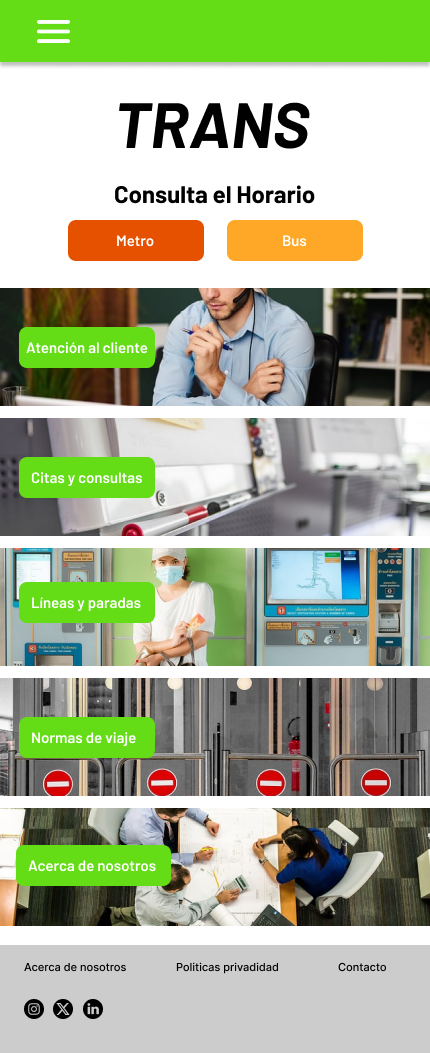 TRANS
Consulta el Horario
Metro
Bus
Atención al cliente
Citas y consultas
Líneas y paradas
Normas de viaje
Acerca de nosotros
Acerca de nosotros
Politicas privadidad
Contacto